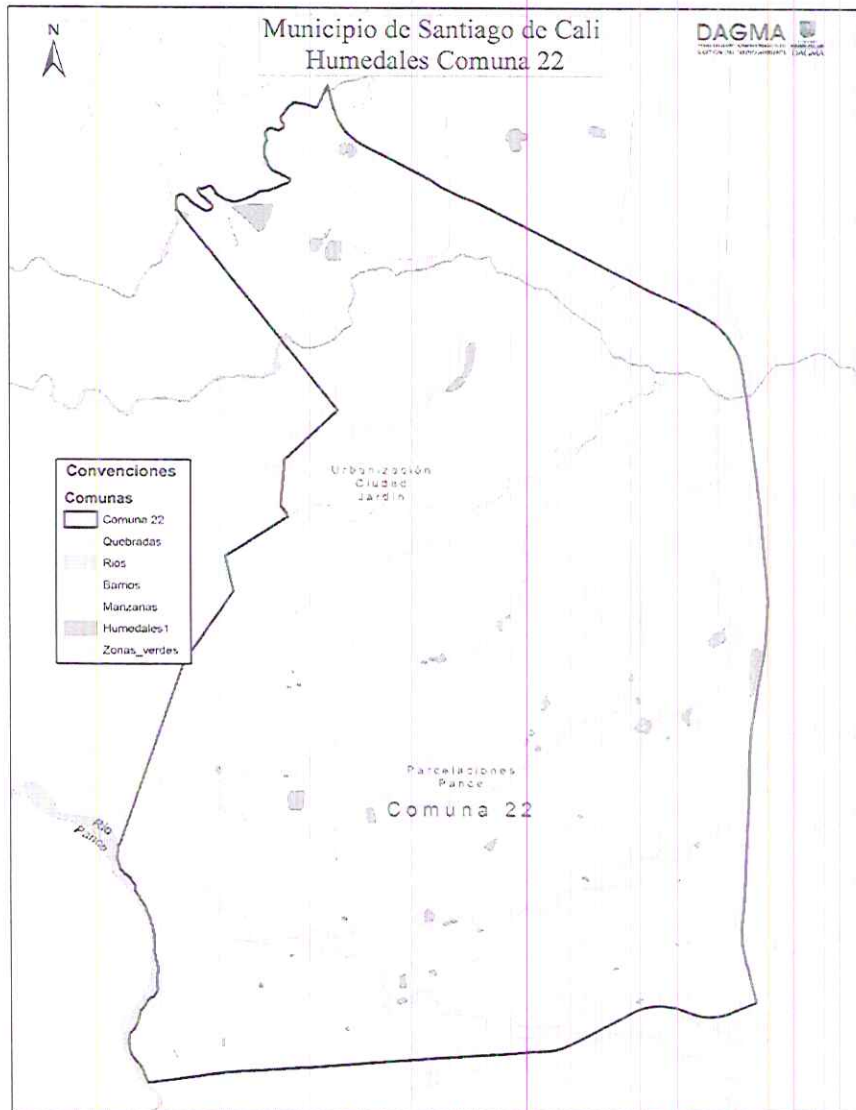 N
Municipio de Santiago de Cali
Humedales Comuna 22
DAGMA
Convenciones
Comunas
Comuna 22
Quebradas
Rios
Barrios
Manzanas
Humedales1
Zonas_verdes
Urbanización
Ciudad
Jardín
Parcelaciones
Pance
Comuna 22
Río
Pance